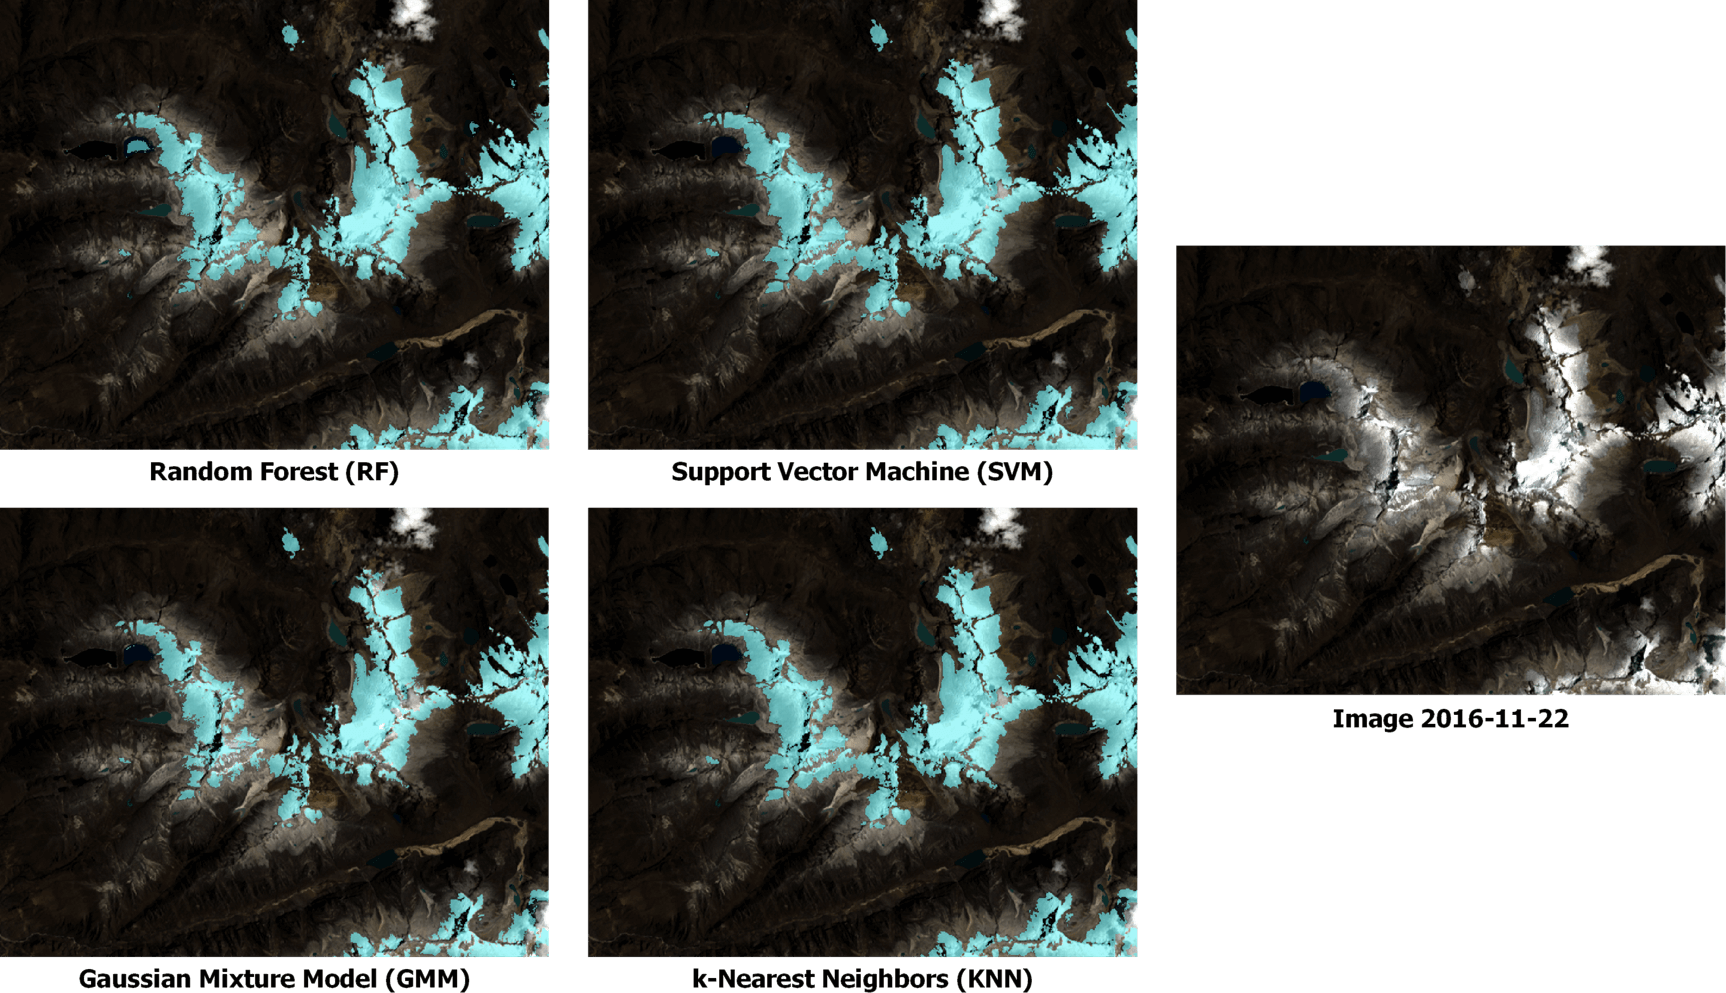 Random Forest (RF)
Support Vector Machine (SVM)
Image 2016-11-22
Gaussian Mixture Model (GMM)
k-Nearest Neighbors (KNN)